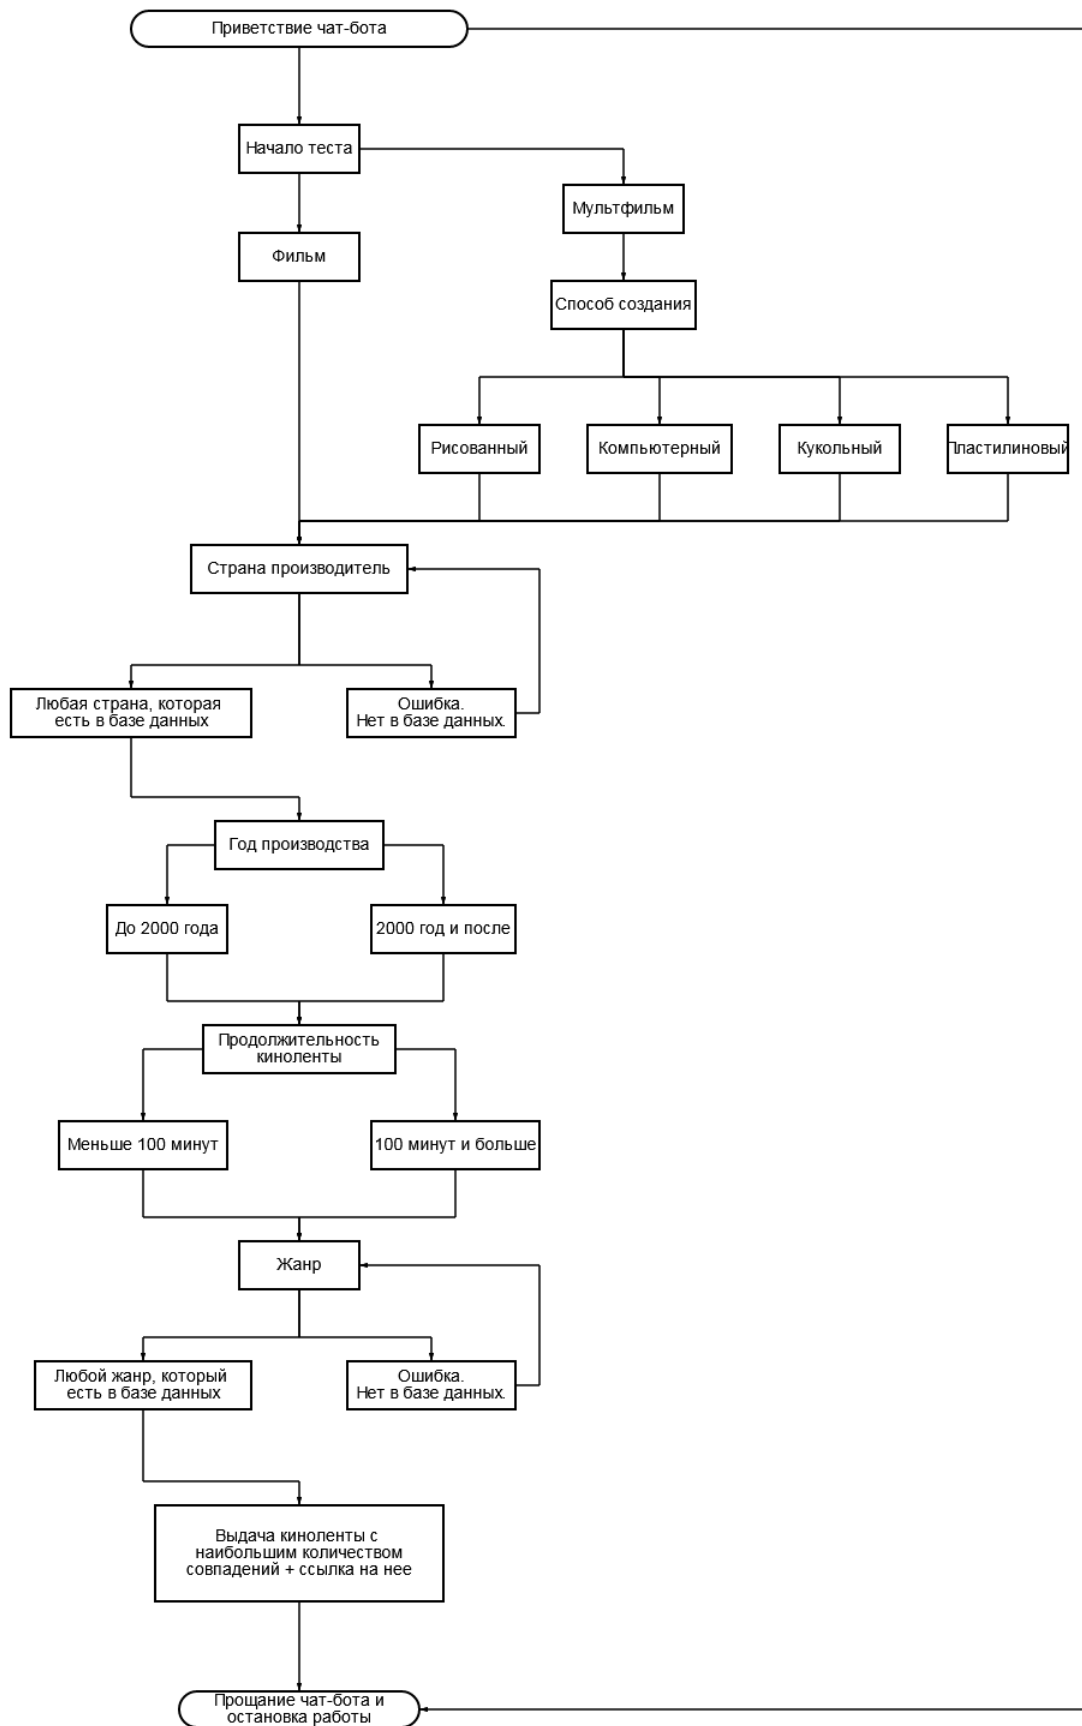 Приветствие чат-бота
Начало теста
Мультфильм
Фильм
Способ создания
Рисованный
Компьютерный
Кукольный
Пластилиновый
Страна производитель
Любая страна, которая
есть в базе данных
Ошибка.
Нет в базе данных.
Год производства
До 2000 года
2000 год и после
Продолжительность
киноленты
Меньше 100 минут
100 минут и больше
Жанр
Любой жанр, который
есть в базе данных
Ошибка.
Нет в базе данных.
Выдача киноленты с
наибольшим количеством
совпадений + ссылка на нее
Прощание чат-бота и
остановка работы